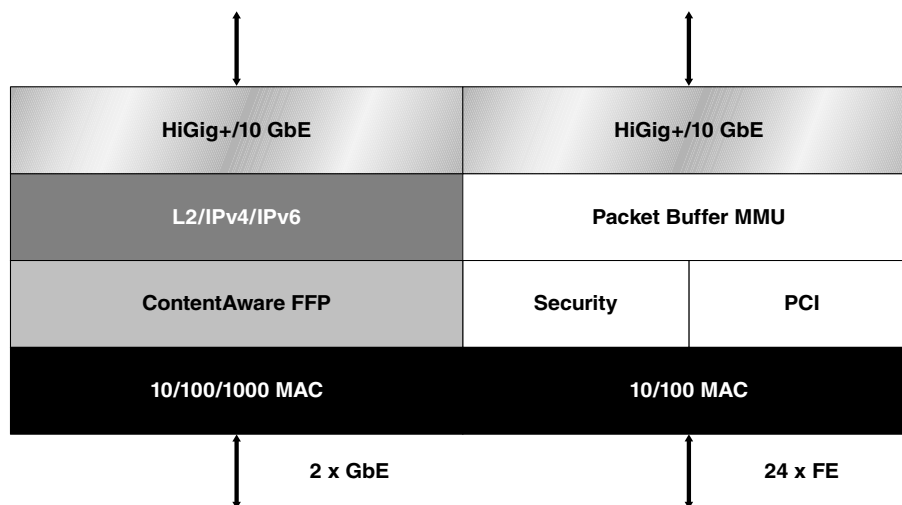 HiGig+/10 GbE
HiGig+/10 GbE
L2/IPv4/IPv6
Packet Buffer MMU
ContentAware FFP
Security
PCI
10/100/1000 MAC
10/100 MAC
2 x GbE
24 x FE